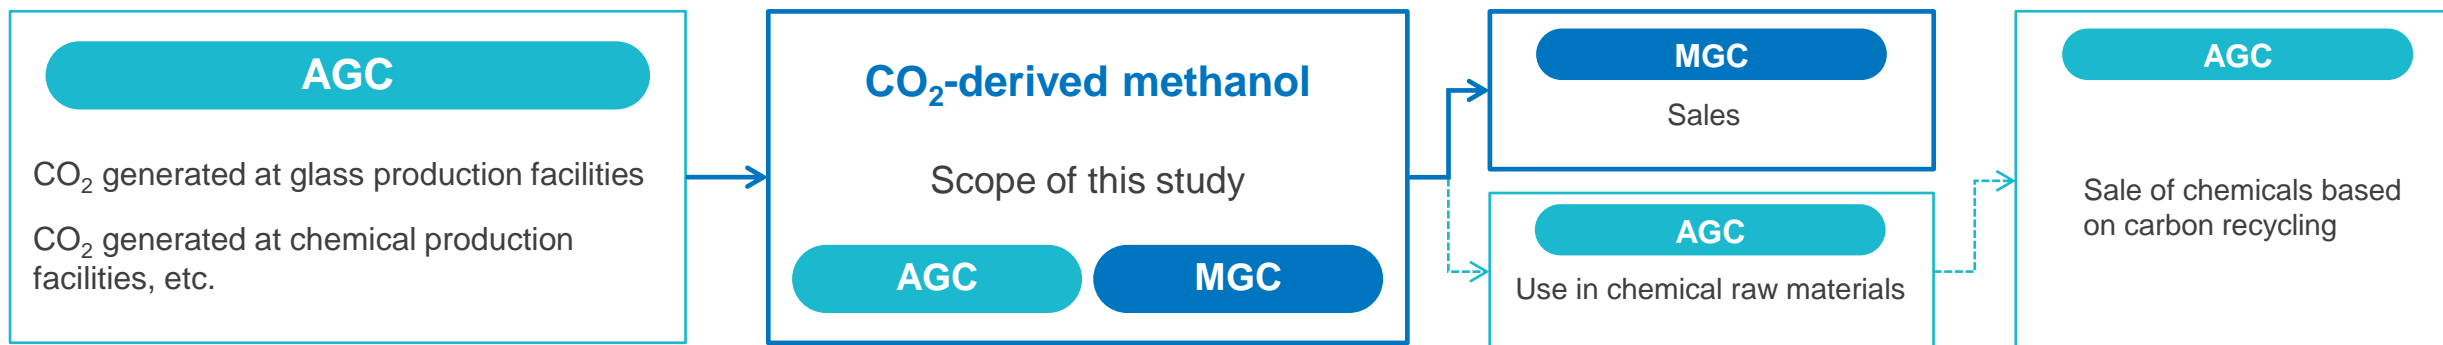 AGC
CO₂ generated at glass production facilities
CO₂ generated at chemical production
facilities, etc.
CO₂-derived methanol
Scope of this study
AGC
MGC
MGC
Sales
AGC
Use in chemical raw materials
AGC
Sale of chemicals based
on carbon recycling